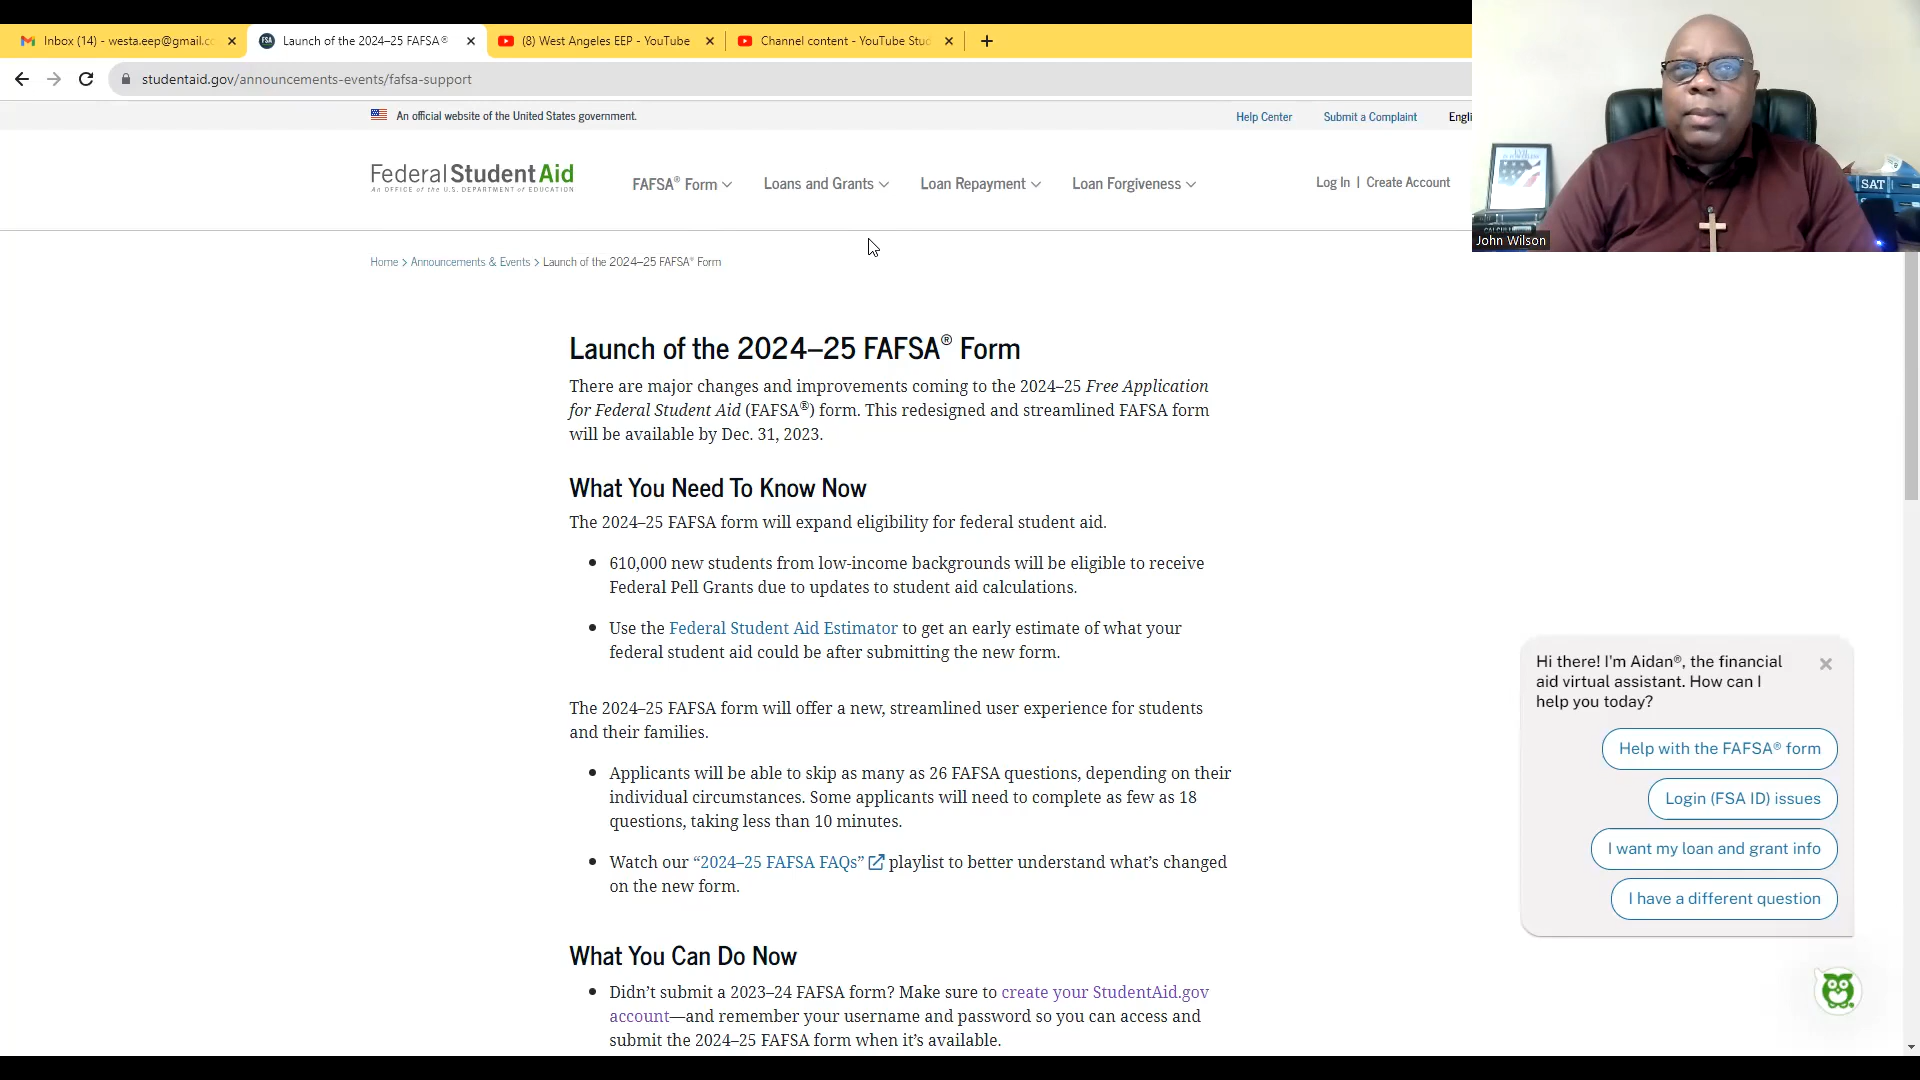 Inbox (14) - westa.eep@gmail.c
Launch of the 2024–25 FAFSA®
(8) West Angeles EEP - YouTube
Channel content - YouTube Stu
studentaid.gov/announcements-events/fafsa-support
An official website of the United States government.
Help Center
Submit a Complaint
Engli
Federal Student Aid
An OFFICE of the U.S. DEPARTMENT of EDUCATION
FAFSA® Form
Loans and Grants
Loan Repayment
Loan Forgiveness
Log In | Create Account
SAT
John Wilson
Home > Announcements & Events > Launch of the 2024–25 FAFSA® Form
Launch of the 2024–25 FAFSA® Form
There are major changes and improvements coming to the 2024–25 Free Application
for Federal Student Aid (FAFSA®) form. This redesigned and streamlined FAFSA form
will be available by Dec. 31, 2023.
What You Need To Know Now
The 2024–25 FAFSA form will expand eligibility for federal student aid.
• 610,000 new students from low-income backgrounds will be eligible to receive
Federal Pell Grants due to updates to student aid calculations.
• Use the Federal Student Aid Estimator to get an early estimate of what your
federal student aid could be after submitting the new form.
The 2024–25 FAFSA form will offer a new, streamlined user experience for students
and their families.
• Applicants will be able to skip as many as 26 FAFSA questions, depending on their
individual circumstances. Some applicants will need to complete as few as 18
questions, taking less than 10 minutes.
• Watch our “2024–25 FAFSA FAQs” playlist to better understand what’s changed
on the new form.
What You Can Do Now
• Didn’t submit a 2023–24 FAFSA form? Make sure to create your StudentAid.gov
account—and remember your username and password so you can access and
submit the 2024–25 FAFSA form when it’s available.
Hi there! I'm Aidan®, the financial
aid virtual assistant. How can I
help you today?
Help with the FAFSA® form
Login (FSA ID) issues
I want my loan and grant info
I have a different question